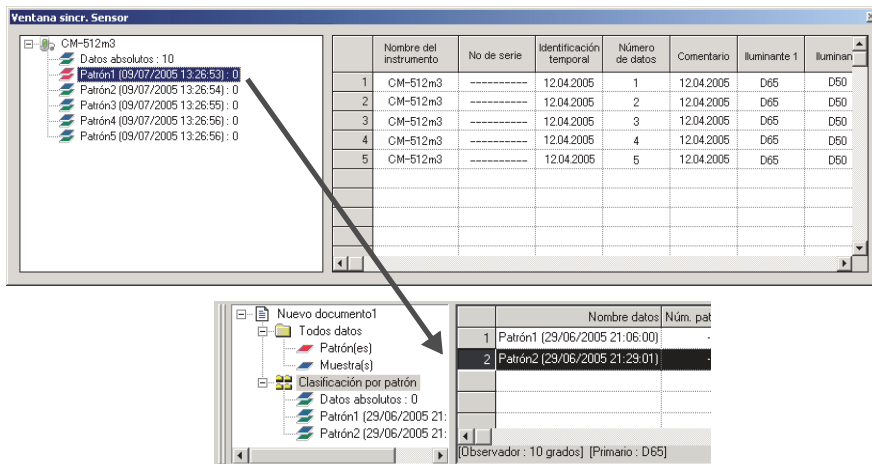 Ventana sincr. Sensor
CM-512m3
Datos absolutos : 10
Patrón1 (09/07/2005 13:26:53) : 0
Patrón2 (09/07/2005 13:26:54) : 0
Patrón3 (09/07/2005 13:26:55) : 0
Patrón4 (09/07/2005 13:26:56) : 0
Patrón5 (09/07/2005 13:26:56) : 0
Nombre del instrumento No de serie Identificación temporal Número de datos Comentario Iluminante 1 Iluminan
1 CM-512m3 ---------- 12.04.2005 1 12.04.2005 D65 D50
2 CM-512m3 ---------- 12.04.2005 2 12.04.2005 D65 D50
3 CM-512m3 ---------- 12.04.2005 3 12.04.2005 D65 D50
4 CM-512m3 ---------- 12.04.2005 4 12.04.2005 D65 D50
5 CM-512m3 ---------- 12.04.2005 5 12.04.2005 D65 D50
Nuevo documento1
Todos datos
Patrón(es)
Muestra(s)
Clasificación por patrón
Datos absolutos : 0
Patrón1 (29/06/2005 21:
Patrón2 (29/06/2005 21:
Nombre datos Núm. pat
1 Patrón1 (29/06/2005 21:06:00) -
2 Patrón2 (29/06/2005 21:29:01) -
[Observador : 10 grados] [Primario : D65]